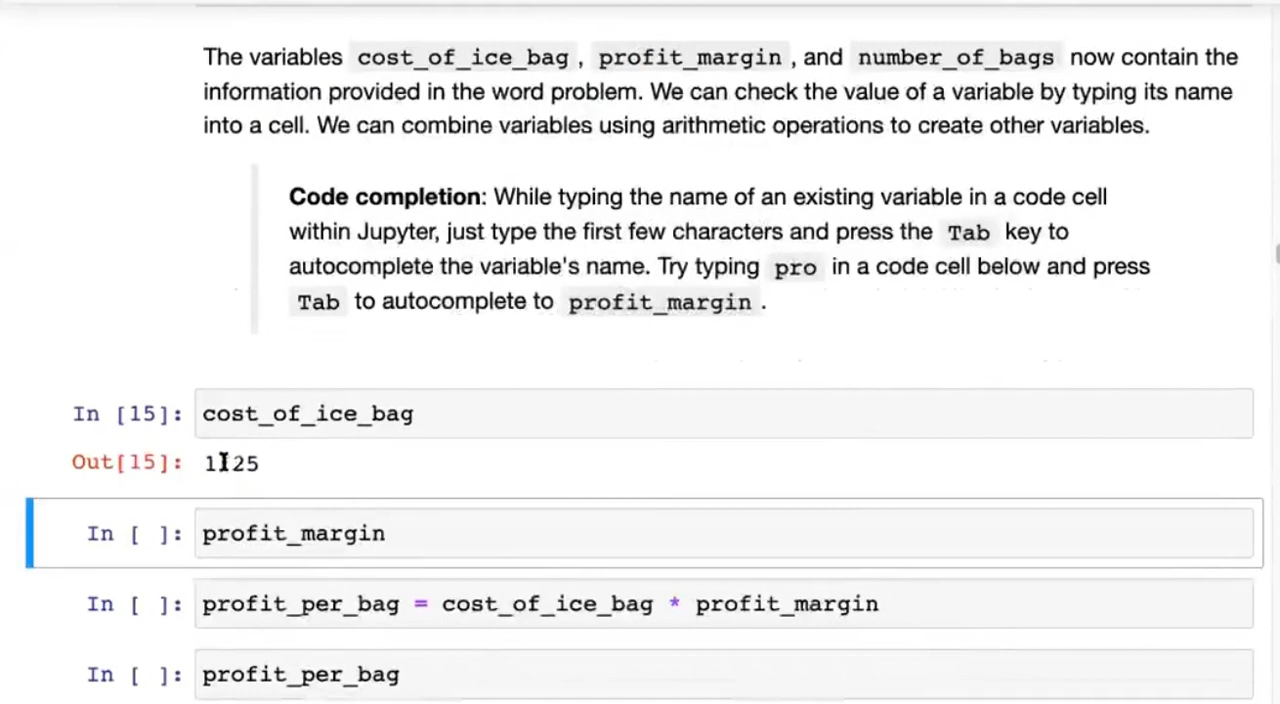 The variables cost_of_ice_bag , profit_margin , and number_of_bags now contain the
information provided in the word problem. We can check the value of a variable by typing its name
into a cell. We can combine variables using arithmetic operations to create other variables.
Code completion: While typing the name of an existing variable in a code cell
within Jupyter, just type the first few characters and press the Tab key to
autocomplete the variable's name. Try typing pro in a code cell below and press
Tab to autocomplete to profit_margin .
In [15]: cost_of_ice_bag
Out[15]: 1.25
In [ ]: profit_margin
In [ ]: profit_per_bag = cost_of_ice_bag * profit_margin
In [ ]: profit_per_bag